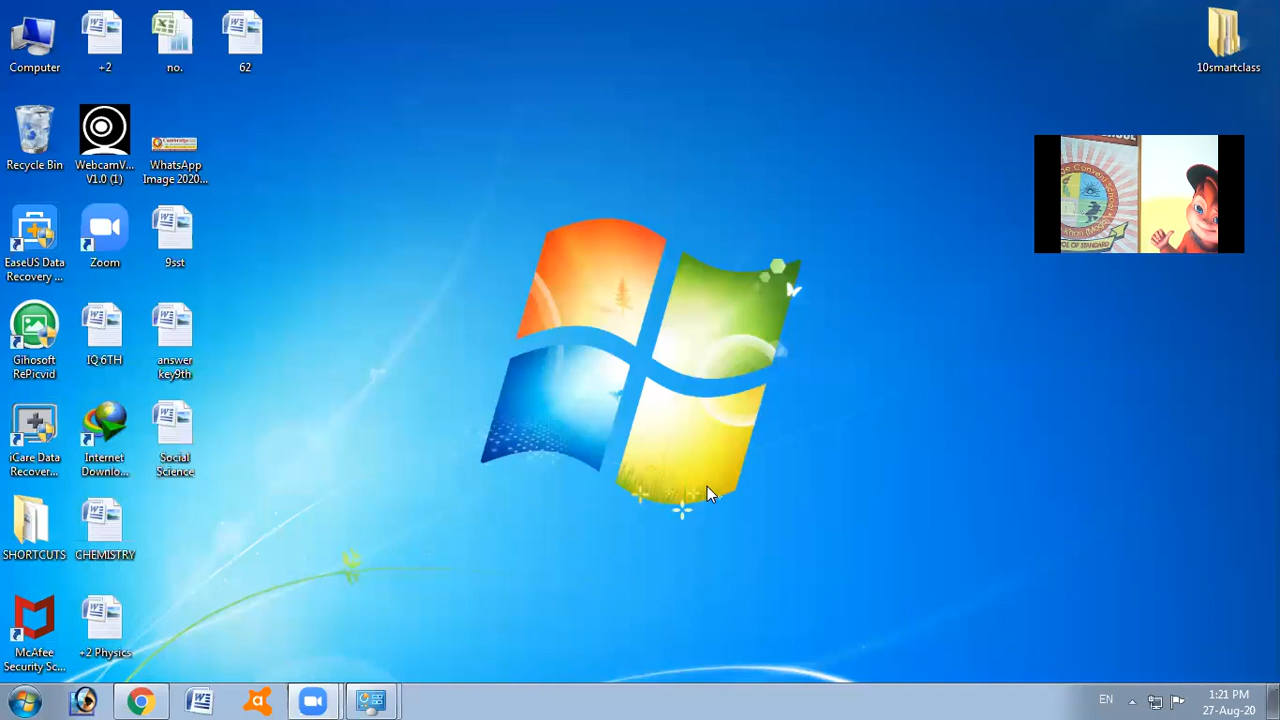 Computer
+2
no.
62
10smartclass
Recycle Bin
WebcamV...
V1.0 (1)
WhatsApp
Image 2020...
EaseUS Data
Recovery ...
Zoom
9sst
Gihosoft
RePicvid
IQ,6TH
answer
key9th
iCare Data
Recover...
Internet
Downlo...
Social
Science
SHORTCUTS
CHEMISTRY
McAfee
Security Sc...
+2 Physics
EN
1:21 PM
27-Aug-20